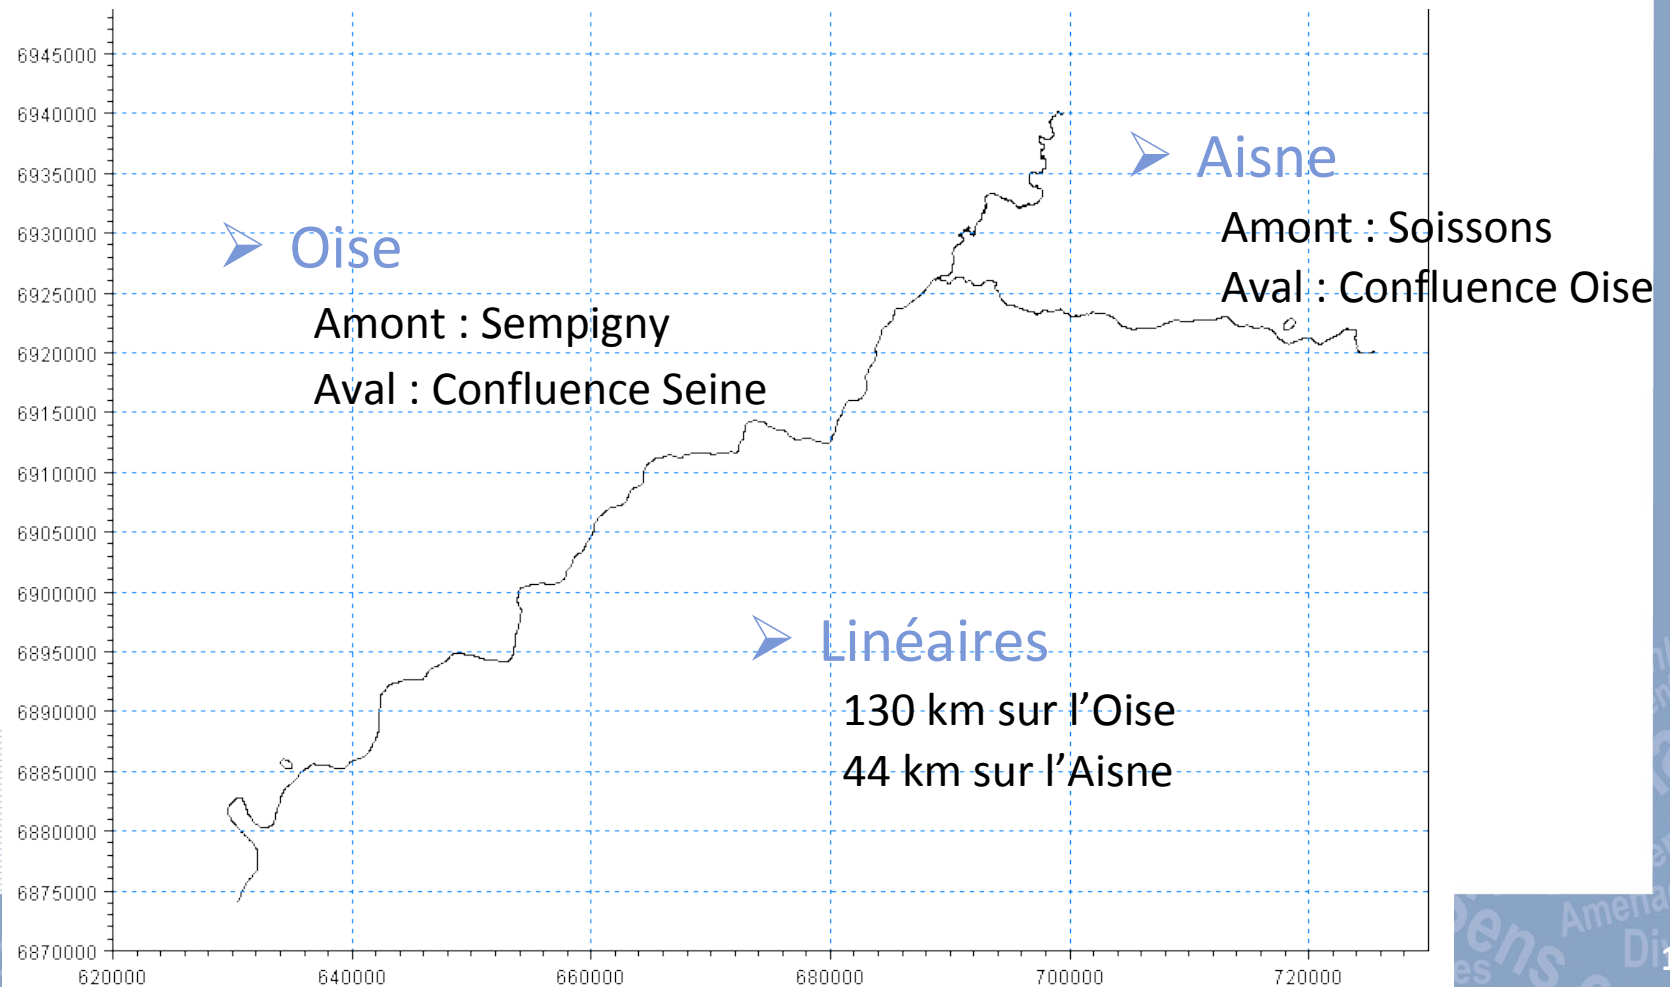 6945000
6940000
6935000
6930000
6925000
6920000
6915000
6910000
6905000
6900000
6895000
6890000
6885000
6880000
6875000
6870000
620000 640000 660000 680000 700000 720000
➢ Oise
Amont : Sempigny
Aval : Confluence Seine
➢ Aisne
Amont : Soissons
Aval : Confluence Oise
➢ Linéaires
130 km sur l’Oise
44 km sur l’Aisne